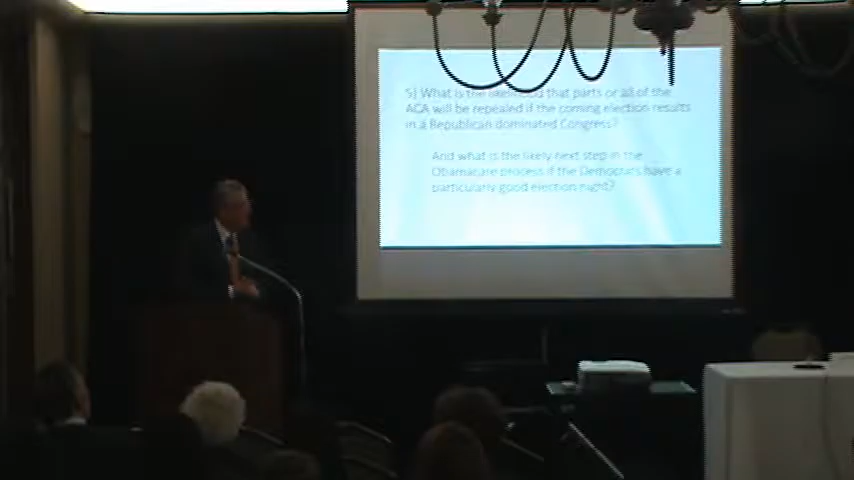 5) What is the likelihood that parts or all of the
ACA will be repealed if the coming election results
in a Republican dominated Congress?
And what is the likely next step in the
Obamacare process if the Democrats have a
particularly good election night?